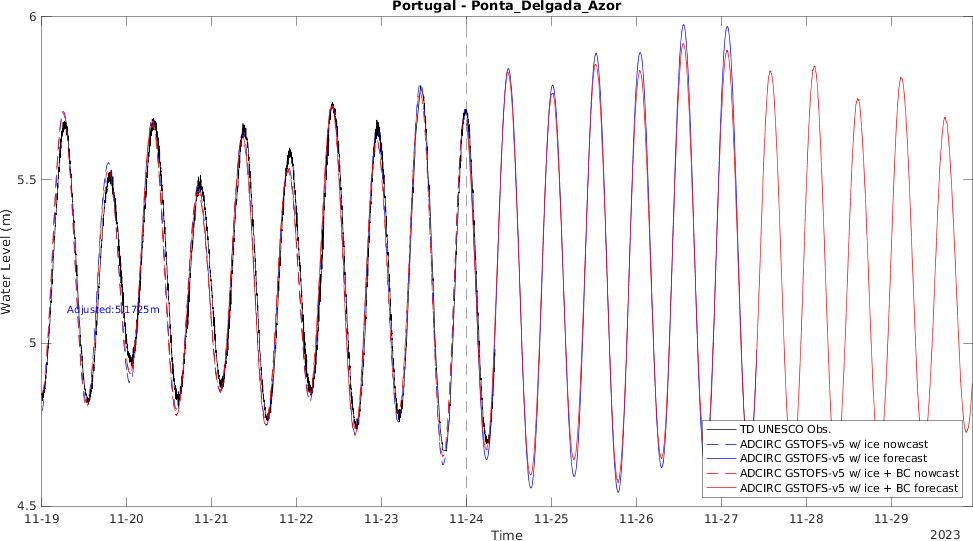 Portugal - Ponta_Delgada_Azor
6
5.5
5
4.5
Water Level (m)
Adjusted:5.1725m
TD UNESCO Obs.
ADCIRC GSTOFS-v5 w/ ice nowcast
ADCIRC GSTOFS-v5 w/ ice forecast
ADCIRC GSTOFS-v5 w/ ice + BC nowcast
ADCIRC GSTOFS-v5 w/ ice + BC forecast
11-19 11-20 11-21 11-22 11-23 11-24 11-25 11-26 11-27 11-28 11-29
Time
2023